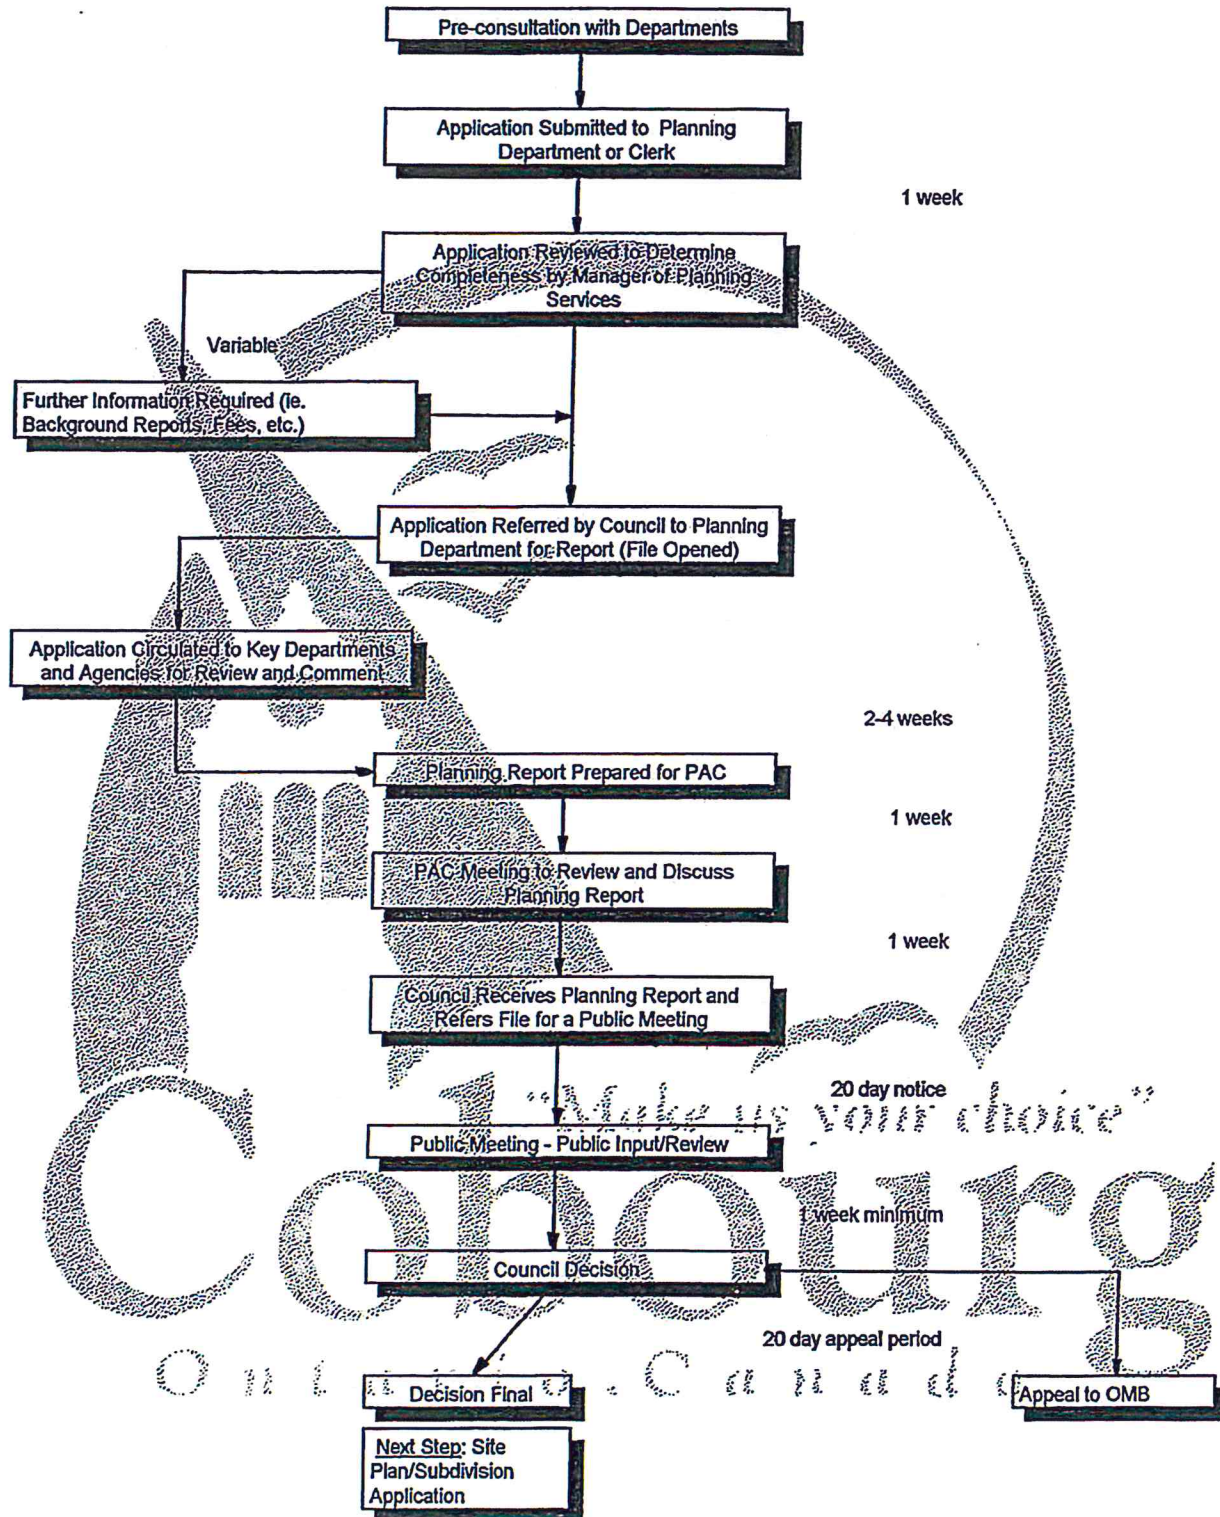 Pre-consultation with Departments
Application Submitted to Planning
Department or Clerk
1 week
Application Reviewed to Determine
Completeness by Manager of Planning
Services
Variable
Further Information Required (ie.
Background Reports, Fees, etc.)
Application Referred by Council to Planning
Department for Report (File Opened)
Application Circulated to Key Departments
and Agencies for Review and Comment
2-4 weeks
Planning Report Prepared for PAC
1 week
PAC Meeting to Review and Discuss
Planning Report
1 week
Council Receives Planning Report and
Refers File for a Public Meeting
20 day notice
"Make us your choice"
Public Meeting - Public Input/Review
Cobourg
1 week minimum
Council Decision
20 day appeal period
Ontario. Canada
Decision Final
Appeal to OMB
Next Step: Site
Plan/Subdivision
Application